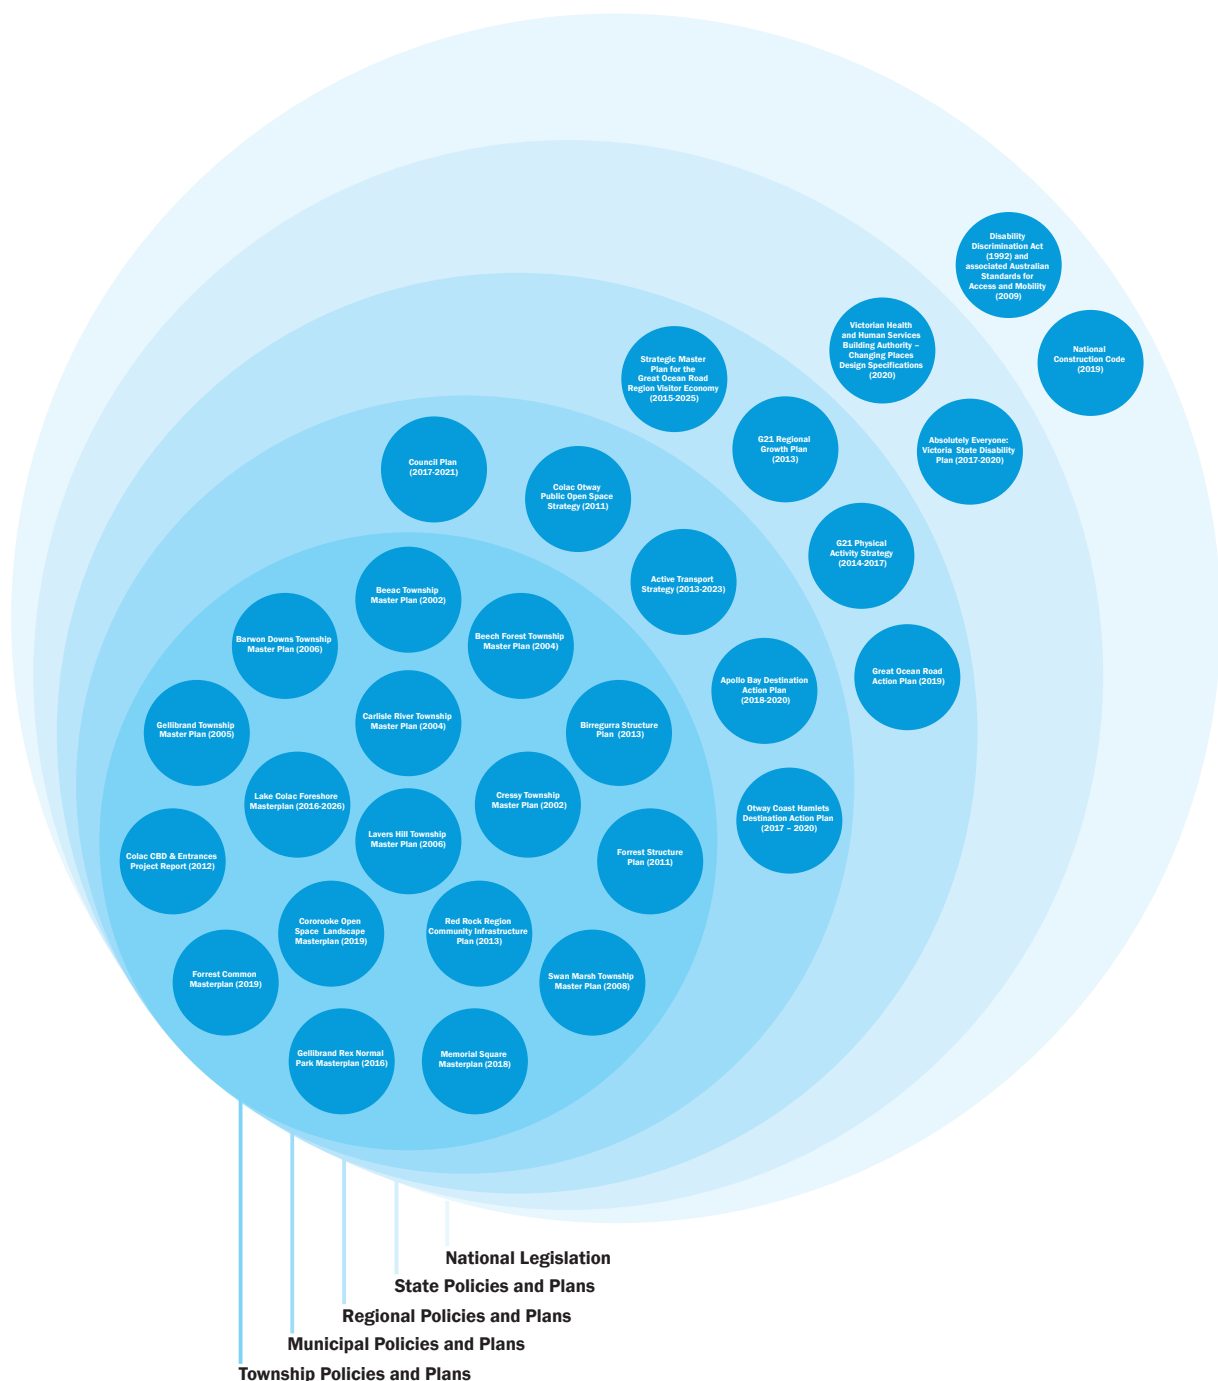 Disability
Discrimination Act
(1992) and
associated Australian
Standards for
Access and Mobility
(2009)
National
Construction Code
(2019)
Victorian Health
and Human Services
Building Authority –
Changing Places
Design Specifications
(2020)
Absolutely Everyone:
Victoria State Disability
Plan (2017-2020)
Strategic Master
Plan for the
Great Ocean Road
Region Visitor Economy
(2015-2025)
G21 Regional
Growth Plan
(2013)
G21 Physical
Activity Strategy
(2014-2017)
Great Ocean Road
Action Plan (2019)
Council Plan
(2017-2021)
Colac Otway
Public Open Space
Strategy (2011)
Active Transport
Strategy (2013-2023)
Apollo Bay Destination
Action Plan
(2018-2020)
Otway Coast Hamlets
Destination Action Plan
(2017 – 2020)
Beeac Township
Master Plan (2002)
Barwon Downs Township
Master Plan (2006)
Beech Forest Township
Master Plan (2004)
Gellibrand Township
Master Plan (2005)
Carlisle River Township
Master Plan (2004)
Birregurra Structure
Plan (2013)
Lake Colac Foreshore
Masterplan (2016-2026)
Cressy Township
Master Plan (2002)
Colac CBD & Entrances
Project Report (2012)
Lavers Hill Township
Master Plan (2006)
Forrest Structure
Plan (2011)
Cororooke Open
Space Landscape
Masterplan (2019)
Red Rock Region
Community Infrastructure
Plan (2013)
Forrest Common
Masterplan (2019)
Swan Marsh Township
Master Plan (2008)
Gellibrand Rex Normal
Park Masterplan (2016)
Memorial Square
Masterplan (2018)
National Legislation
State Policies and Plans
Regional Policies and Plans
Municipal Policies and Plans
Township Policies and Plans